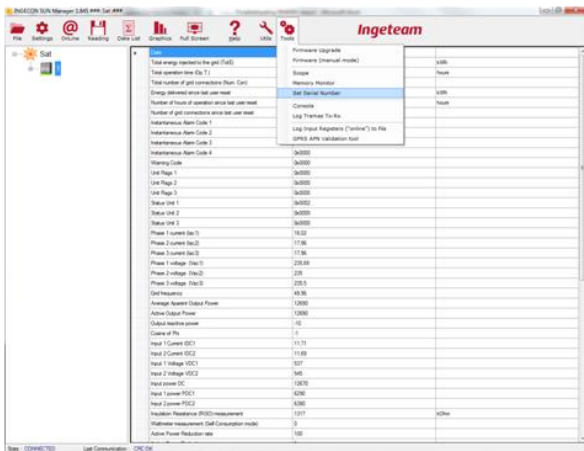 INGECON SUN Manager 3.845 ### Sat ###
File Settings OnLine Reading Data List Graphics Full Screen Help Utils Tools
Ingeteam
Sat
Firmware Upgrade
Firmware (manual mode)
Scope
Memory Monitor
Set Serial Number
Console
Log Frames Tx-Rx
Log Input Registers ("online") to file
GPRS APN Validation tool
Date
Total energy injected to the grid (TotE) kWh
Total operation time (Op.T.) hours
Total number of grid connections (Num. Con)
Energy delivered since last user reset kWh
Number of hours of operation since last user reset hours
Number of grid connections since last user reset
Instantaneous Alarm Code 1
Instantaneous Alarm Code 2
Instantaneous Alarm Code 3
Instantaneous Alarm Code 4 0x0000
Warning Code 0x0000
Unit Flags 1 0x0000
Unit Flags 2 0x0005
Unit Flags 3 0x0000
Status Unit 1 0x0002
Status Unit 2 0x0000
Status Unit 3 0x0000
Phase 1 current (Iac1) 18,02
Phase 2 current (Iac2) 17,96
Phase 3 current (Iac3) 17,96
Phase 1 voltage (Vac1) 235,69
Phase 2 voltage (Vac2) 235
Phase 3 voltage (Vac3) 235,5
Grid frequency 49,96
Average Aparent Output Power 12690
Active Output Power 12690
Output reactive power -10
Cosine of Phi -1
Input 1 Current IDC1 11,71
Input 2 Current IDC2 11,69
Input 1 Voltage VDC1 537
Input 2 Voltage VDC2 545
Input power DC 12670
Input 1 power PDC1 6290
Input 2 power PDC2 6380
Insulation Resistance (RISO) measurement 1317 kOhm
Wattmeter measurement (Self Consumption mode) 0
Active Power Reduction rate 100
State : CONNECTED Last Communication : CRC OK